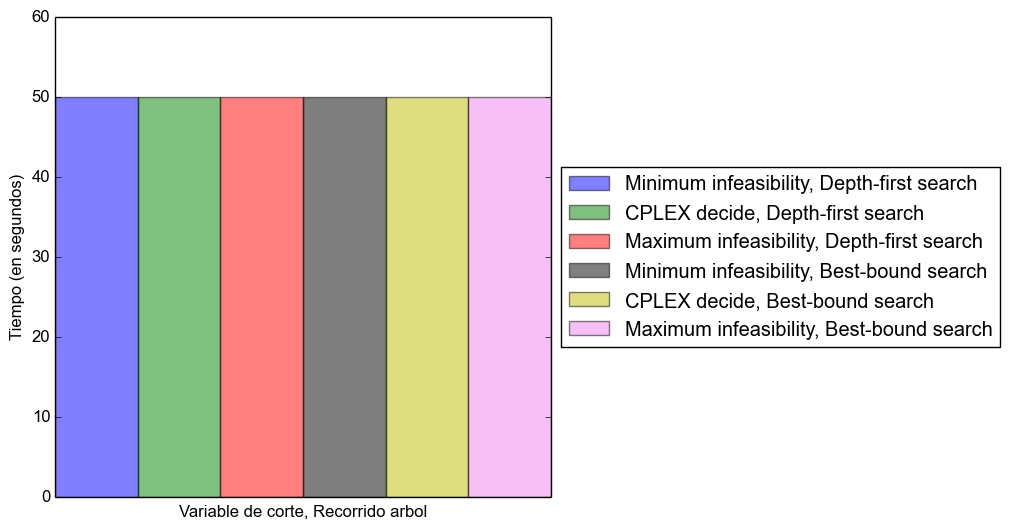 60
50
40
30
20
10
0
Tiempo (en segundos)
Variable de corte, Recorrido arbol
Minimum infeasibility, Depth-first search
CPLEX decide, Depth-first search
Maximum infeasibility, Depth-first search
Minimum infeasibility, Best-bound search
CPLEX decide, Best-bound search
Maximum infeasibility, Best-bound search